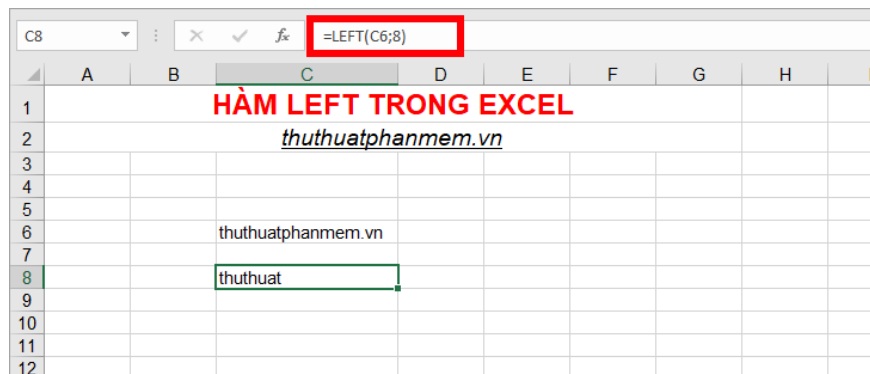 C8 fx =LEFT(C6;8)
A B C D E F G H
1 HÀM LEFT TRONG EXCEL
2 thuthuatphanmem.vn
3
4
5
6 thuthuatphanmem.vn
7
8 thuthuat
9
10
11
12